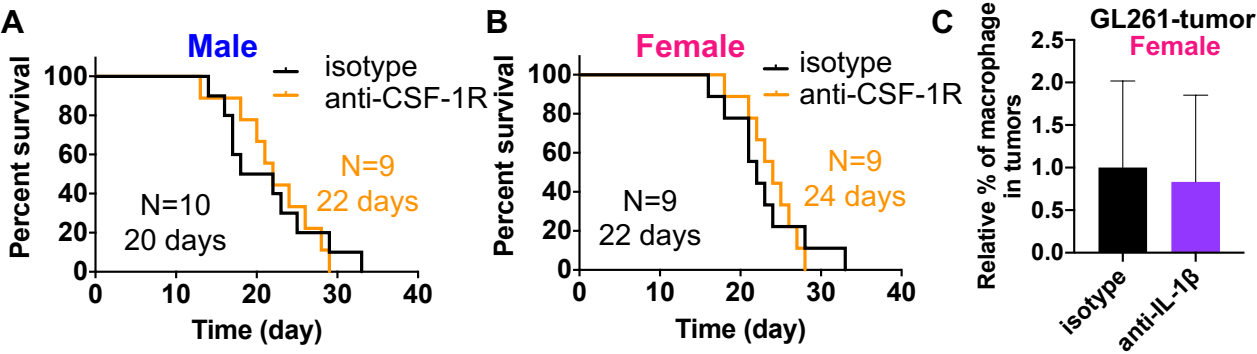 A
Male
isotype
anti-CSF-1R
Percent survival
100
80
60
40
20
0
N=9
22 days
N=10
20 days
0 10 20 30 40
Time (day)
B
Female
isotype
anti-CSF-1R
Percent survival
100
80
60
40
20
0
N=9
24 days
N=9
22 days
0 10 20 30 40
Time (day)
C
GL261-tumor
Female
Relative % of macrophage
in tumors
2.5
2.0
1.5
1.0
0.5
0.0
isotype
anti-IL-1β